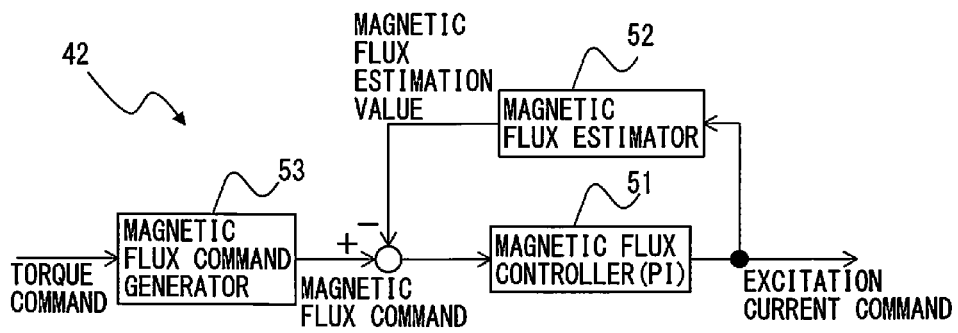 42
MAGNETIC
FLUX
ESTIMATION
VALUE
52
MAGNETIC
FLUX ESTIMATOR
53
MAGNETIC
FLUX COMMAND
GENERATOR
TORQUE
COMMAND
+
−
MAGNETIC
FLUX COMMAND
51
MAGNETIC FLUX
CONTROLLER(PI)
EXCITATION
CURRENT COMMAND